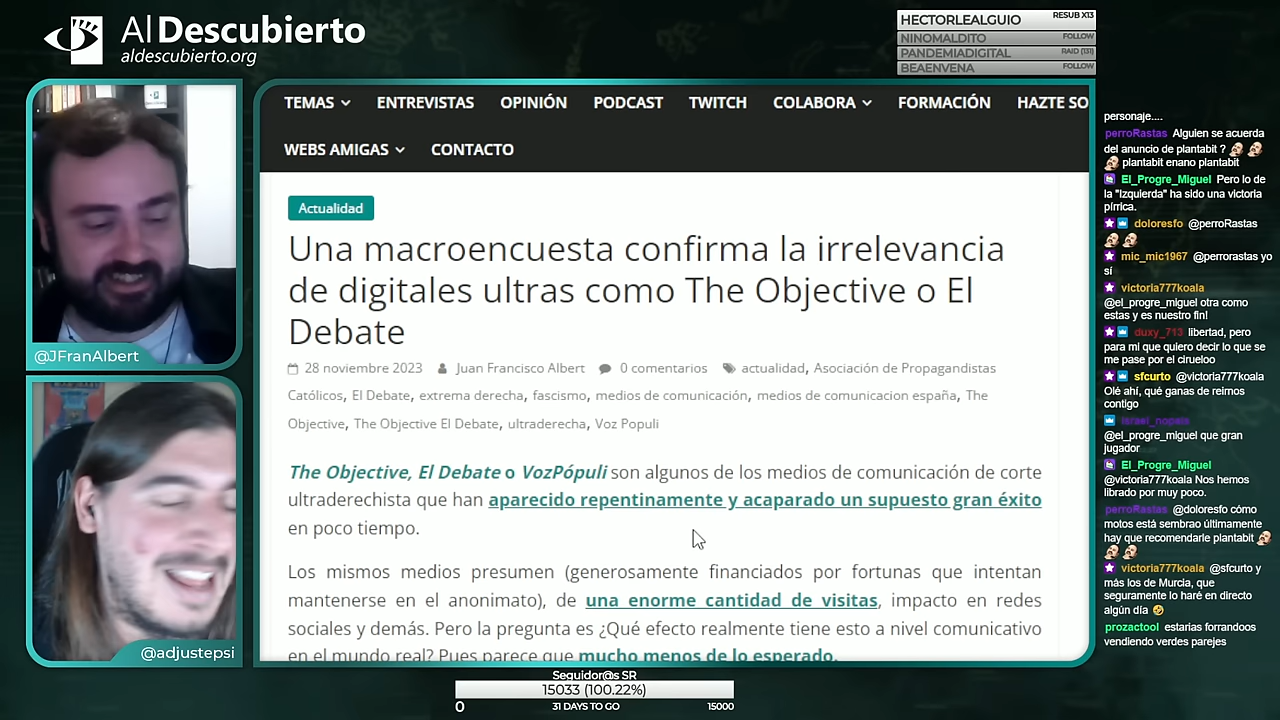 Al Descubierto
aldescubierto.org
HECTORLEALGUIO RESUB X13
NINOMALDITO FOLLOW
PANDEMIADIGITAL RAID (131)
BEAENVENA FOLLOW
TEMAS ENTREVISTAS OPINIÓN PODCAST TWITCH COLABORA FORMACIÓN HAZTE SO
WEBS AMIGAS CONTACTO
Actualidad
Una macroencuesta confirma la irrelevancia
de digitales ultras como The Objective o El
Debate
28 noviembre 2023 Juan Francisco Albert 0 comentarios actualidad, Asociación de Propagandistas
Católicos, El Debate, extrema derecha, fascismo, medios de comunicación, medios de comunicacion españa, The
Objective, The Objective El Debate, ultraderecha, Voz Populi
The Objective, El Debate o VozPópuli son algunos de los medios de comunicación de corte
ultraderechista que han aparecido repentinamente y acaparado un supuesto gran éxito
en poco tiempo.
Los mismos medios presumen (generosamente financiados por fortunas que intentan
mantenerse en el anonimato), de una enorme cantidad de visitas, impacto en redes
sociales y demás. Pero la pregunta es ¿Qué efecto realmente tiene esto a nivel comunicativo
en el mundo real? Pues parece que mucho menos de lo esperado.
@JFranAlbert
@adjustepsi
personaje....
perroRastas Alguien se acuerda
del anuncio de plantabit ?
plantabit enano plantabit
El_Progre_Miguel Pero lo de
la "Izquierda" ha sido una victoria
pírrica.
doloresfo @perroRastas
mic_mic1967 @perrorastas yo
sí
victoria777koala
@el_progre_miguel otra como
estas y es nuestro fin!
duxy_713 libertad, pero
para mi que quiero decir lo que se
me pase por el cirueloo
sfcurto @victoria777koala
Olé ahí, qué ganas de reirnos
contigo
israel_nopeis
@el_progre_miguel que gran
jugador
El_Progre_Miguel
@victoria777koala Nos hemos
librado por muy poco.
perroRastas @doloresfo cómo
motos está sembrao últimamente
hay que recomendarle plantabit
victoria777koala @sfcurto y
más los de Murcia, que
seguramente lo haré en directo
algún día
prozactool estarias forrandoos
vendiendo verdes parejes
Seguidor@s SR
15033 (100.22%)
0 31 DAYS TO GO 15000